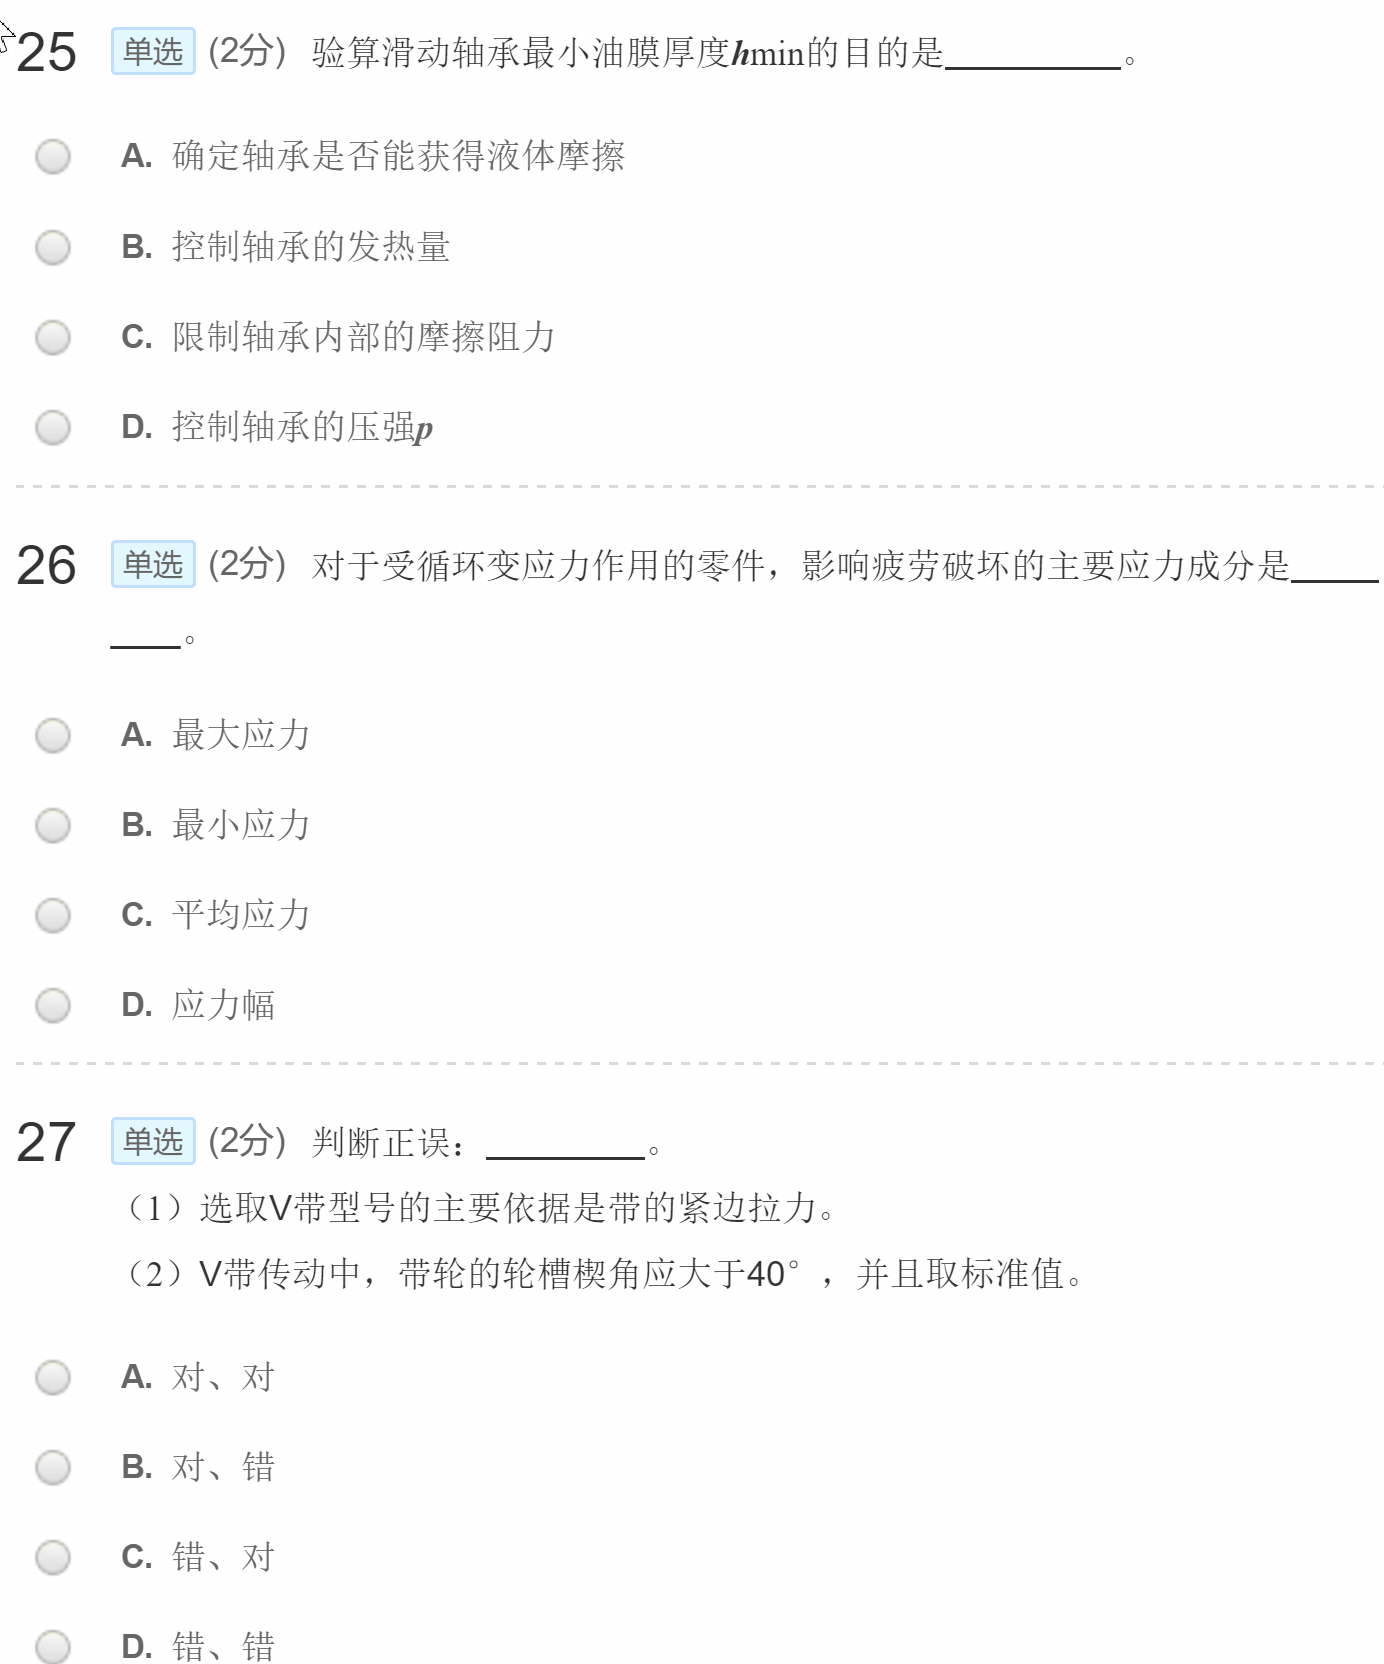 25 单选 (2分) 验算滑动轴承最小油膜厚度hmin的目的是__________。
A. 确定轴承是否能获得液体摩擦
B. 控制轴承的发热量
C. 限制轴承内部的摩擦阻力
D. 控制轴承的压强p
26 单选 (2分) 对于受循环变应力作用的零件，影响疲劳破坏的主要应力成分是_____
____。
A. 最大应力
B. 最小应力
C. 平均应力
D. 应力幅
27 单选 (2分) 判断正误：_________。
（1）选取V带型号的主要依据是带的紧边拉力。
（2）V带传动中，带轮的轮槽楔角应大于40°，并且取标准值。
A. 对、对
B. 对、错
C. 错、对
D. 错、错